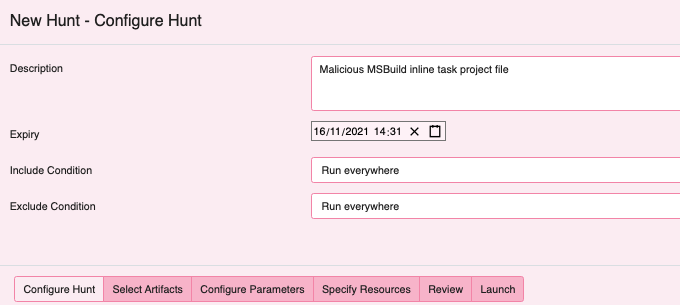 New Hunt - Configure Hunt
Description
Malicious MSBuild inline task project file
Expiry
16/11/2021 14:31
Include Condition
Run everywhere
Exclude Condition
Run everywhere
Configure Hunt Select Artifacts Configure Parameters Specify Resources Review Launch